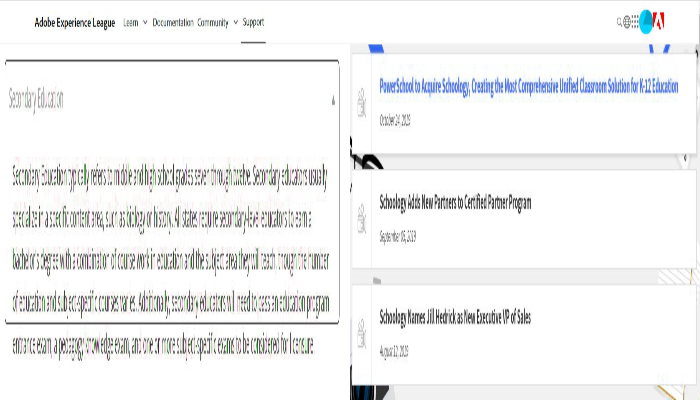 Adobe Experience League Learn Documentation Community Support
Secondary Education
Secondary Education typically refers to middle and high school grades seven through twelve. Secondary educators usually
specialize in a specific content area, such as biology or history. All states require secondary-level educators to earn a
bachelor's degree with a combination of course work in education and the subject area they will teach though the number
of education and subject-specific courses varies. Additionally, secondary educators will need to pass an education program
entrance exam, a pedagogy knowledge exam, and one or more subject-specific exams to be considered for licensure.
PowerSchool to Acquire Schoology, Creating the Most Comprehensive Unified Classroom Solution for K-12 Education
October 24, 2019
Schoology Adds New Partners to Certified Partner Program
September 16, 2019
Schoology Names Jill Hedrick as New Executive VP of Sales
August 12, 2019